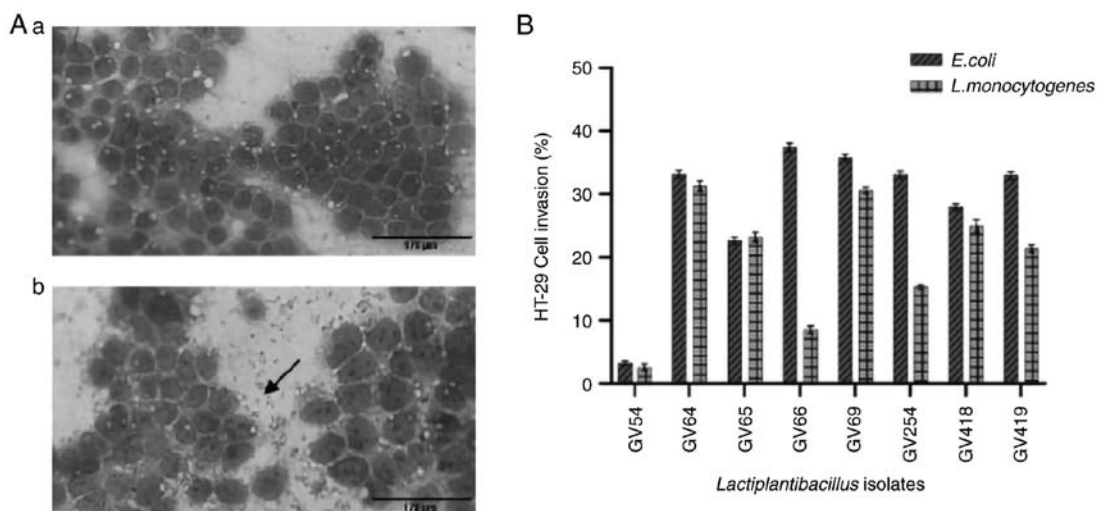 A a
b
B
E.coli
L.monocytogenes
HT-29 Cell invasion (%)
50
40
30
20
10
0
GV54
GV64
GV65
GV66
GV69
GV254
GV418
GV419
Lactiplantibacillus isolates